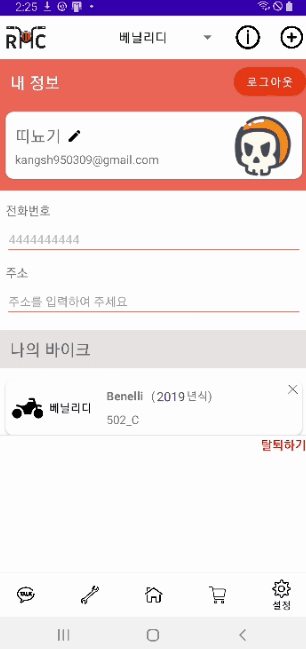 2:25
RMC
베닐리디
내 정보
로그아웃
띠뇨기
kangsh950309@gmail.com
전화번호
4444444444
주소
주소를 입력하여 주세요
나의 바이크
베닐리디
Benelli (2019년식)
502_C
탈퇴하기
TALK
설정